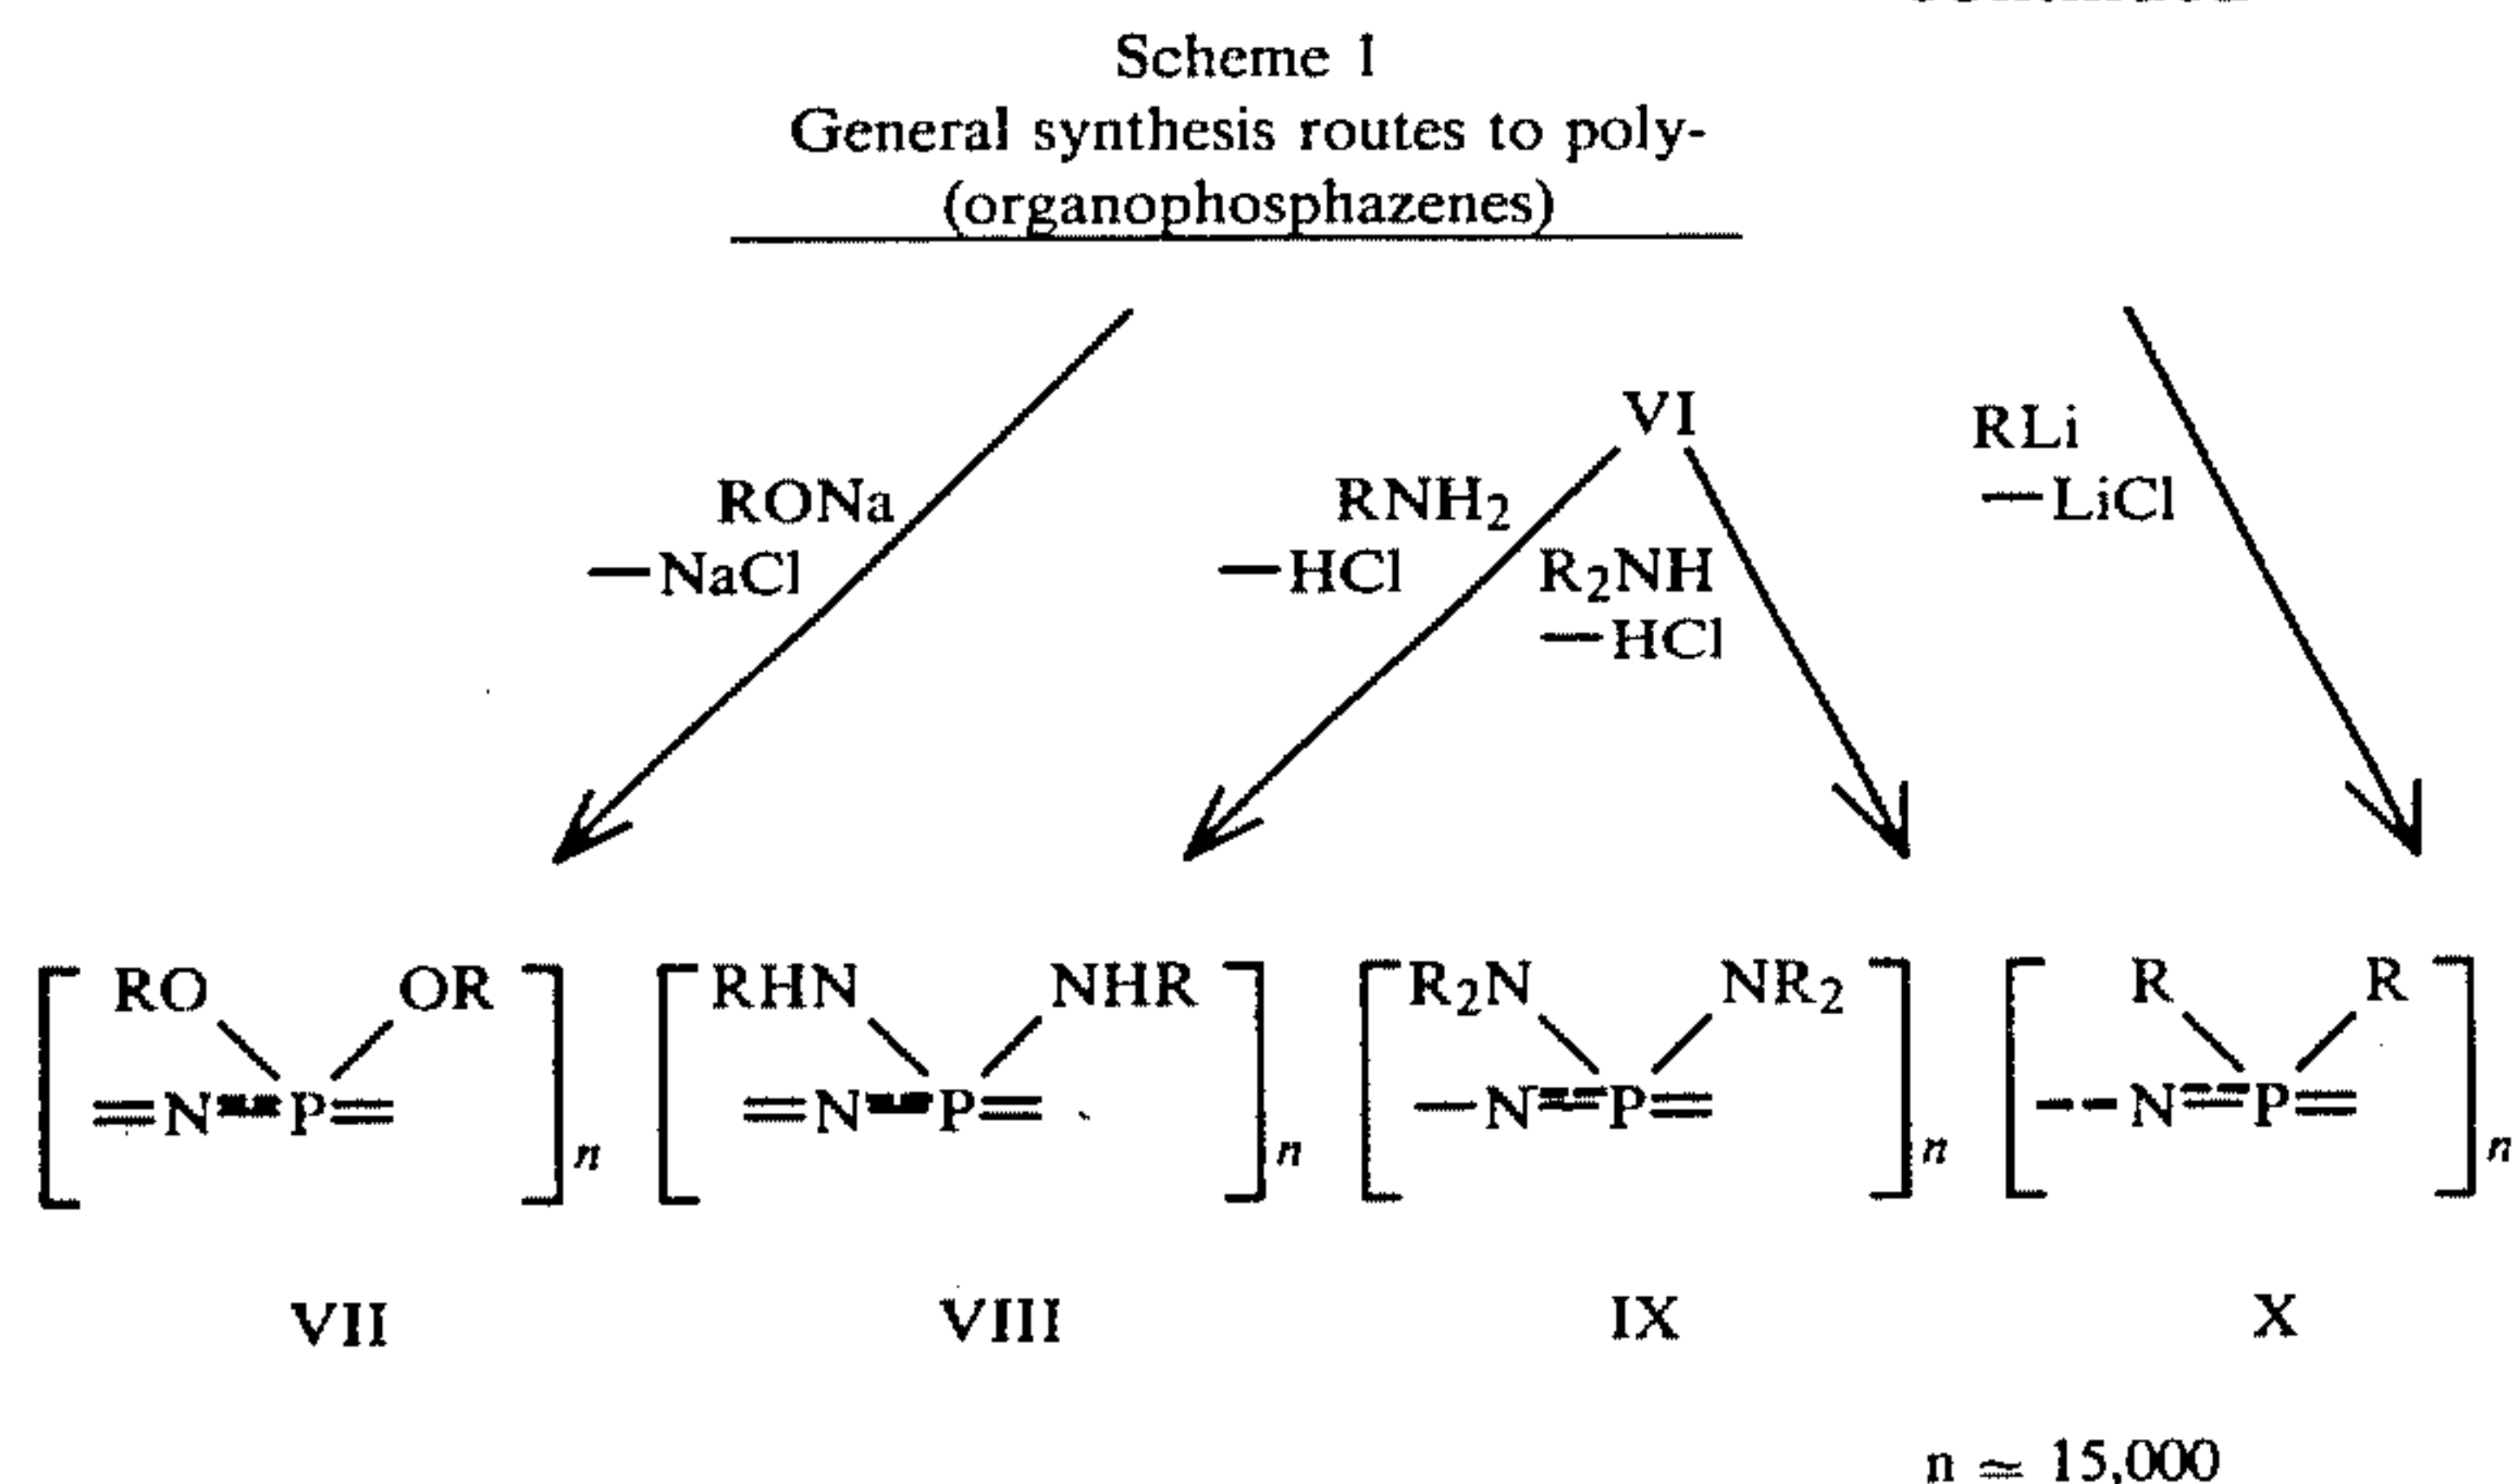 Scheme 1
General synthesis routes to poly-
(organophosphazenes)
VI
RLi
—LiCl
RONa
—NaCl
RNH2
—HCl
R2NH
—HCl
RO OR
=N=P=
n
RHN NHR
=N=P=
n
R2N NR2
—N=P=
n
R R
--N=P=
n
VII VIII IX X
n ≃ 15,000